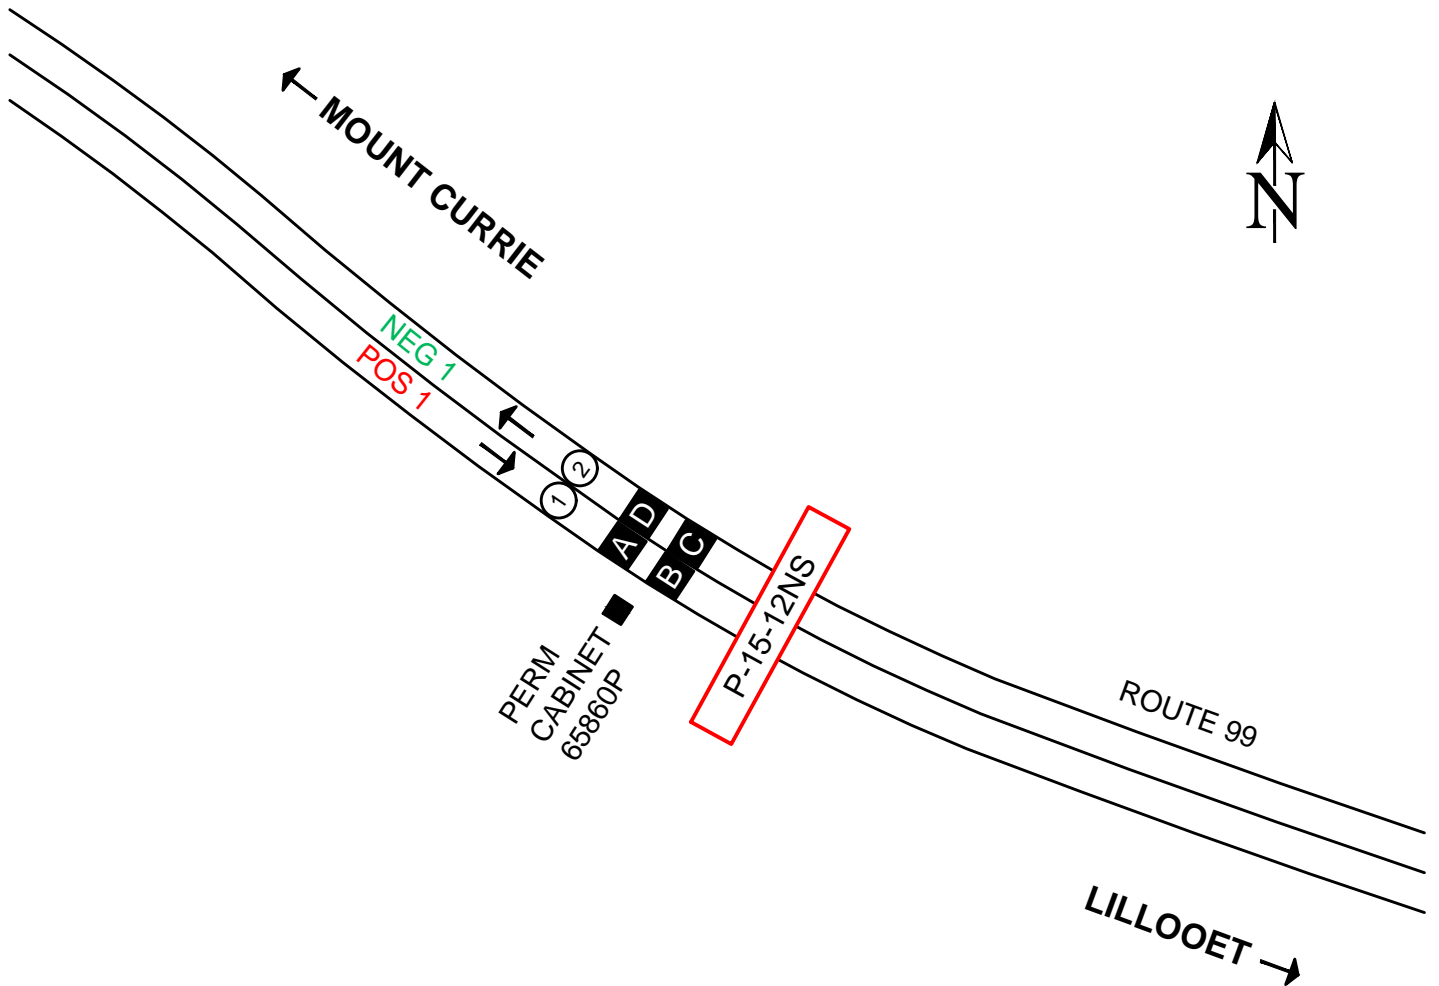 MOUNT CURRIE
N
NEG 1
POS 1
2
1
D
A
C
B
P-15-12NS
PERM
CABINET
65860P
ROUTE 99
LILLOOET